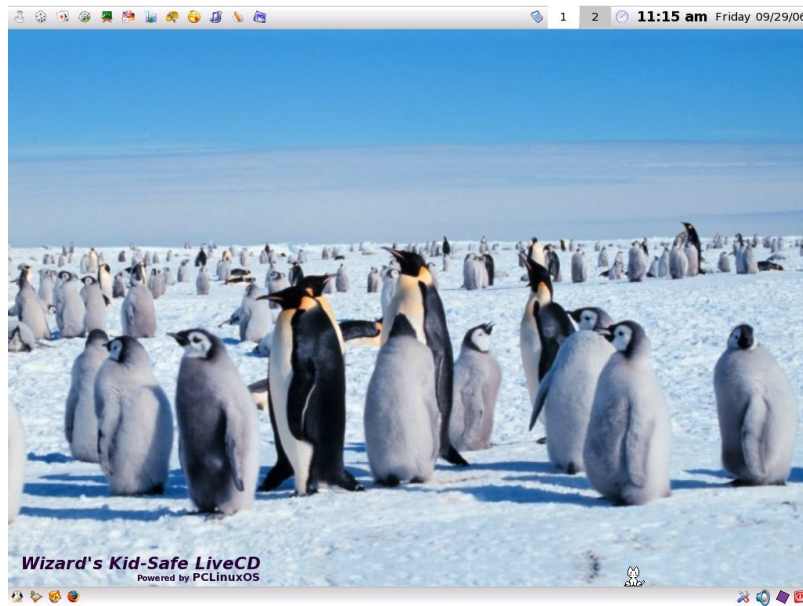 1 2 11:15 am Friday 09/29/06
Wizard's Kid-Safe LiveCD
Powered by PCLinuxOS